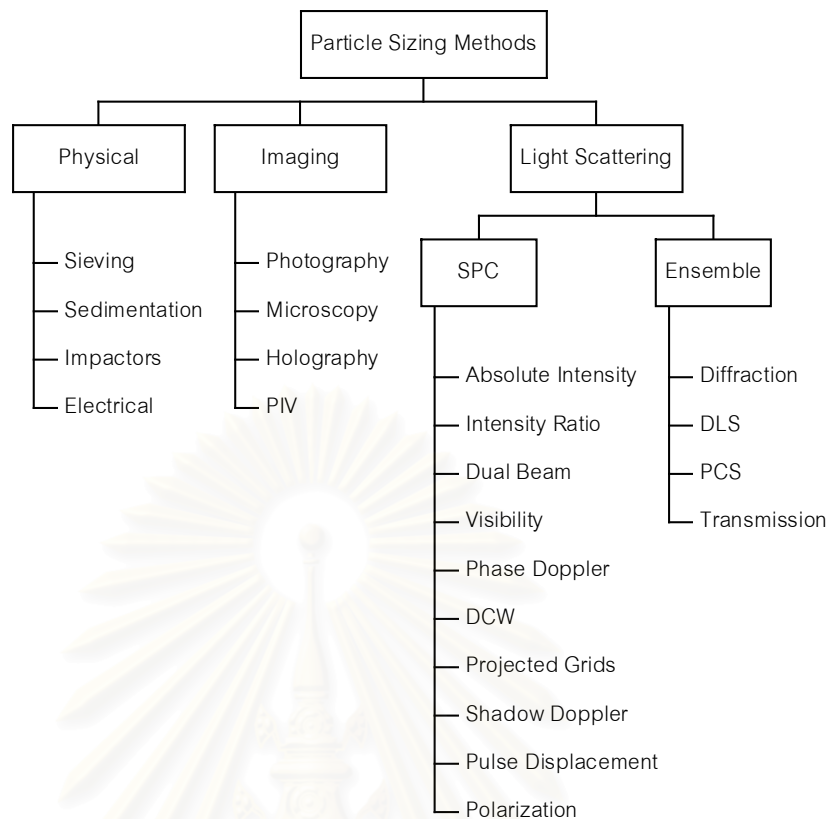 Particle Sizing Methods
Physical
Imaging
Light Scattering
Sieving
Sedimentation
Impactors
Electrical
Photography
Microscopy
Holography
PIV
SPC
Ensemble
Absolute Intensity
Intensity Ratio
Dual Beam
Visibility
Phase Doppler
DCW
Projected Grids
Shadow Doppler
Pulse Displacement
Polarization
Diffraction
DLS
PCS
Transmission